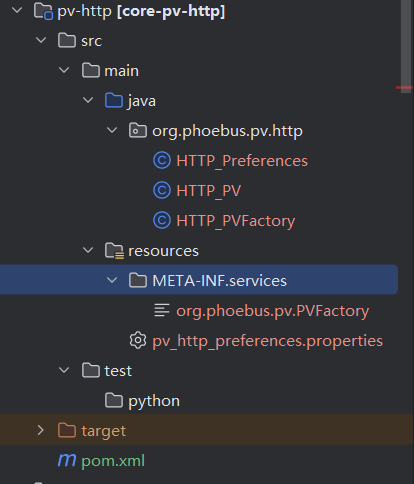 pv-http [core-pv-http]
src
main
java
org.phoebus.pv.http
HTTP_Preferences
HTTP_PV
HTTP_PVFactory
resources
META-INF.services
org.phoebus.pv.PVFactory
pv_http_preferences.properties
test
python
target
pom.xml